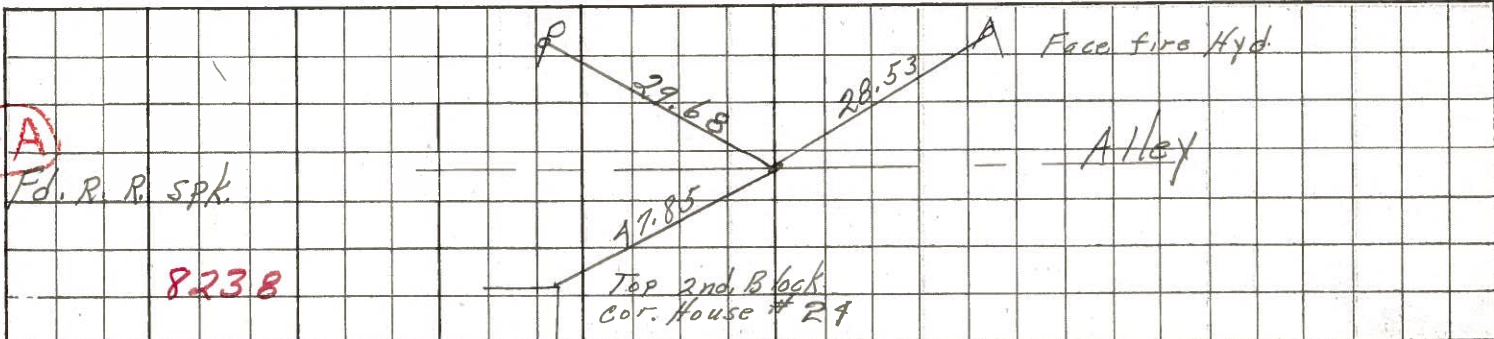 Face fire Hyd.
29.68
28.53
A
Alley
Fd. R. R. spk.
47.85
8238
Top 2nd. Block
cor. House # 24